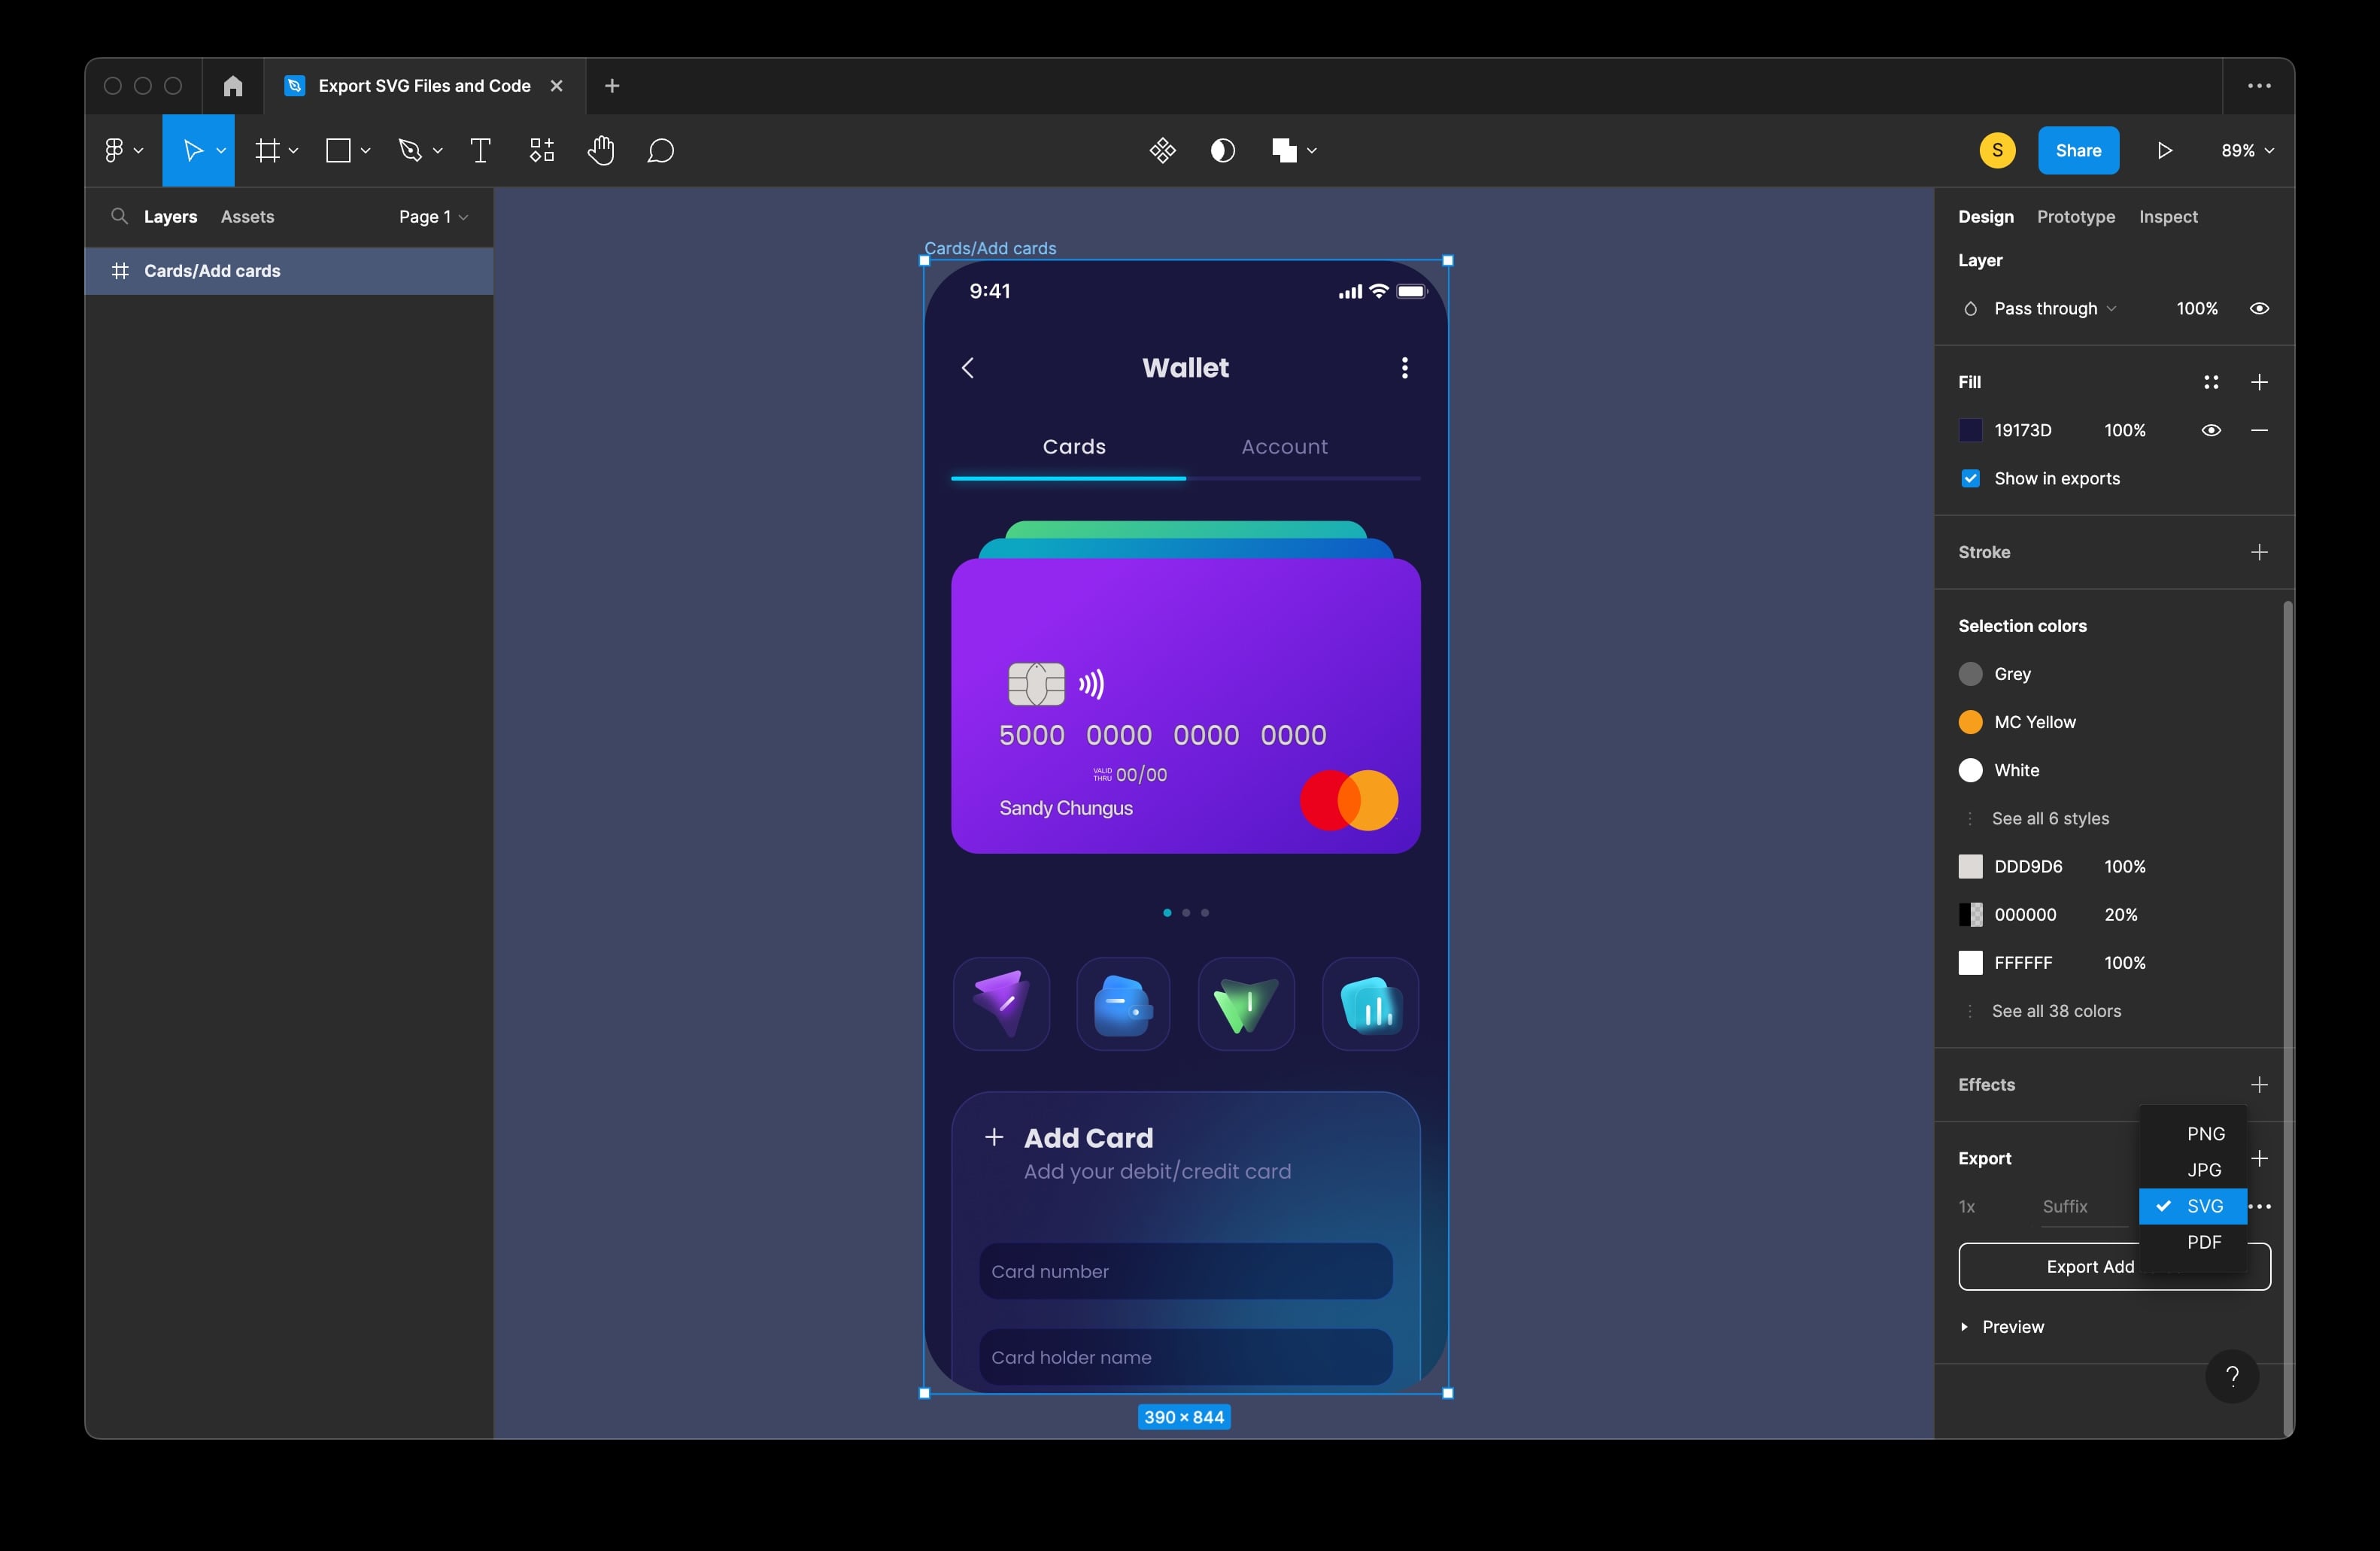 Export SVG Files and Code
S
Share
89%
Layers
Assets
Page 1
Cards/Add cards
Cards/Add cards
9:41
Wallet
Cards
Account
5000 0000 0000 0000
VALID
THRU
00/00
Sandy Chungus
Add Card
Add your debit/credit card
Card number
Card holder name
390 × 844
Design
Prototype
Inspect
Layer
Pass through
100%
Fill
19173D
100%
Show in exports
Stroke
Selection colors
Grey
MC Yellow
White
See all 6 styles
DDD9D6
100%
000000
20%
FFFFFF
100%
See all 38 colors
Effects
Export
1x
Suffix
PNG
JPG
SVG
PDF
Export Add
Preview
?